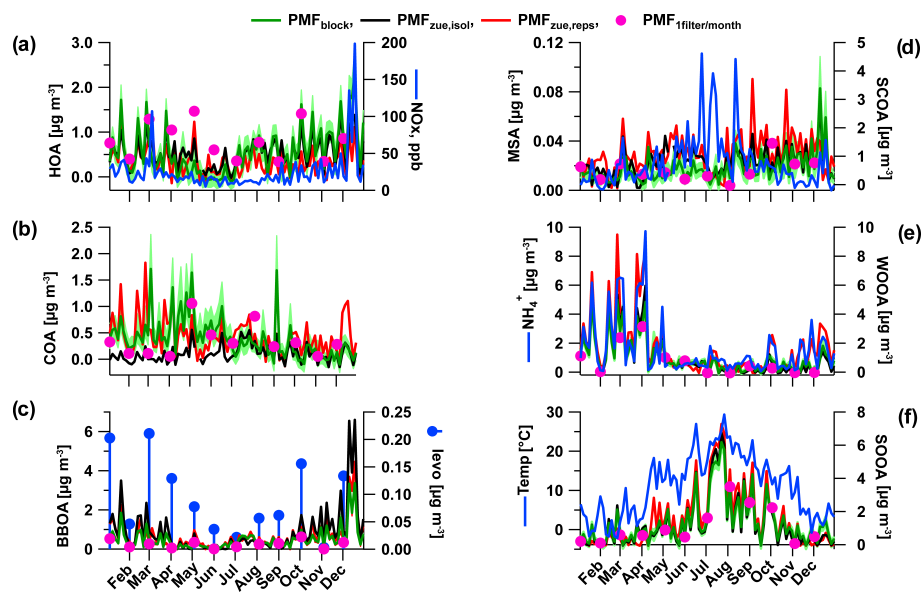 PMFblock, PMFzue,isol, PMFzue,reps, PMF1filter/month
(a)
3.0
2.0
1.0
0.0
HOA [µg m-3]
200
150
100
50
0
NOx, ppb
(b)
2.5
2.0
1.5
1.0
0.5
0.0
COA [µg m-3]
(c)
6
4
2
0
BBOA [µg m-3]
0.25
0.20
0.15
0.10
0.05
0.00
levo [µg m-3]
Feb Mar Apr May Jun Jul Aug Sep Oct Nov Dec
(d)
0.12
0.08
0.04
0.00
MSA [µg m-3]
5
4
3
2
1
0
SCOA [µg m-3]
(e)
10
8
6
4
2
0
NH4+ [µg m-3]
10
8
6
4
2
0
WOOA [µg m-3]
(f)
30
20
10
0
Temp [°C]
8
6
4
2
0
SOOA [µg m-3]
Feb Mar Apr May Jun Jul Aug Sep Oct Nov Dec